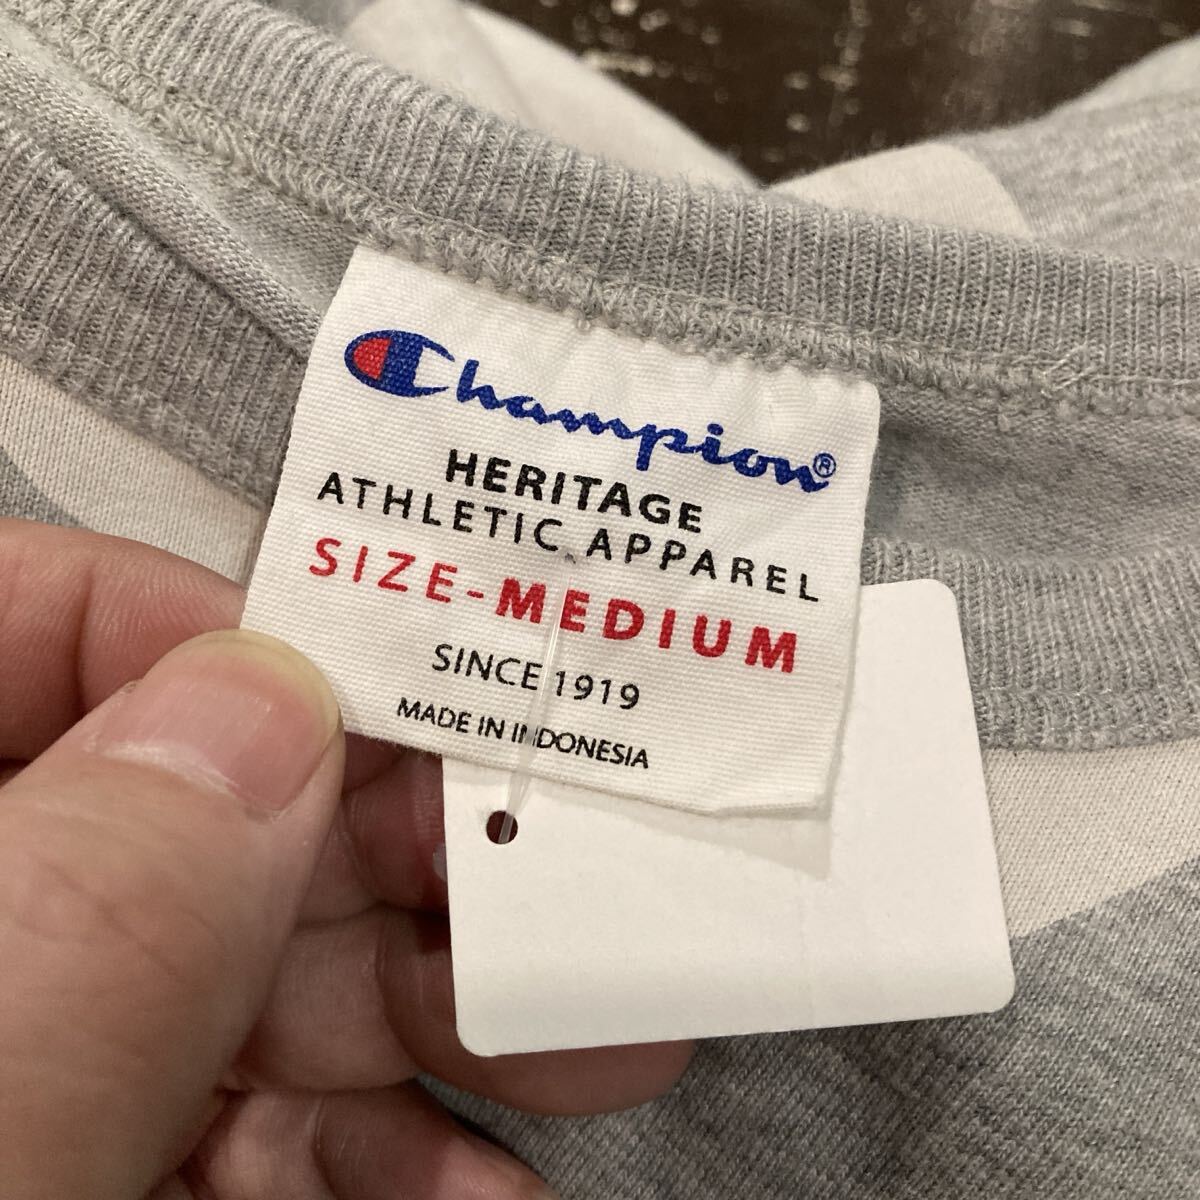 Champion®
HERITAGE
ATHLETIC APPAREL
SIZE-MEDIUM
SINCE 1919
MADE IN INDONESIA